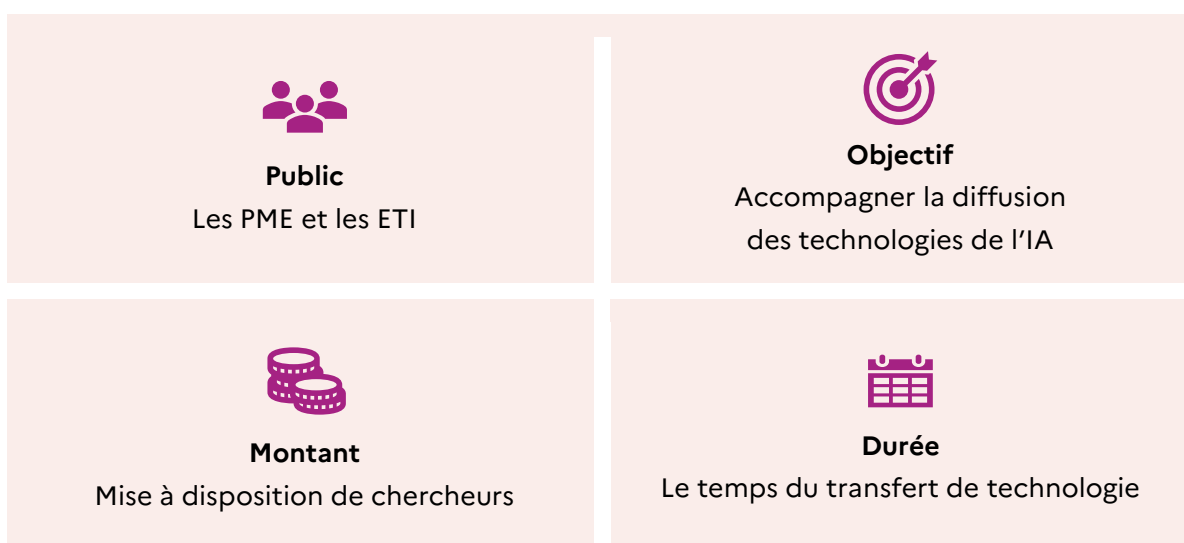 Public
Les PME et les ETI
Objectif
Accompagner la diffusion
des technologies de l’IA
Montant
Mise à disposition de chercheurs
Durée
Le temps du transfert de technologie